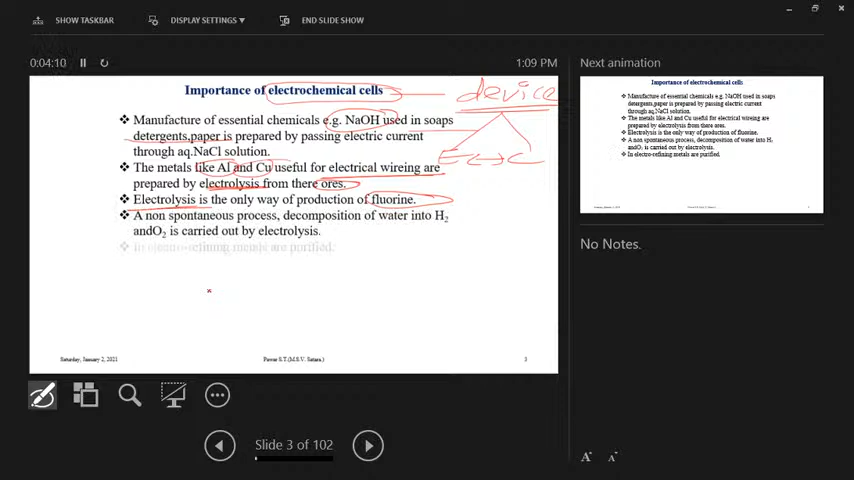 SHOW TASKBAR
DISPLAY SETTINGS ▼
END SLIDE SHOW
0:04:10
1:09 PM
Next animation
Importance of electrochemical cells
device
E C ↔ C
❖ Manufacture of essential chemicals e.g. NaOH used in soaps
detergents,paper is prepared by passing electric current
through aq.NaCl solution.
❖ The metals like Al and Cu useful for electrical wireing are
prepared by electrolysis from there ores.
❖ Electrolysis is the only way of production of fluorine.
❖ A non spontaneous process, decomposition of water into H2
andO2 is carried out by electrolysis.
❖ In electro-refining metals are purified.
Saturday, January 2, 2021
Pawar S.T.(M.S.V. Satara.)
3
Importance of electrochemical cells
❖ Manufacture of essential chemicals e.g. NaOH used in soaps
detergents,paper is prepared by passing electric current
through aq.NaCl solution.
❖ The metals like Al and Cu useful for electrical wireing are
prepared by electrolysis from there ores.
❖ Electrolysis is the only way of production of fluorine.
❖ A non spontaneous process, decomposition of water into H2
andO2 is carried out by electrolysis.
❖ In electro-refining metals are purified.
No Notes.
Slide 3 of 102
A A